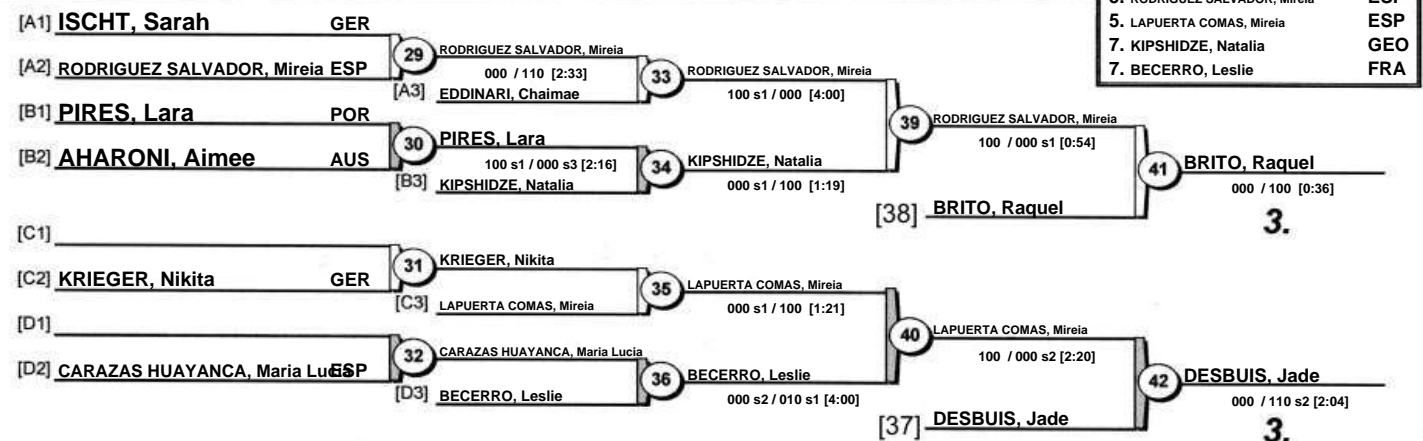 5. RODRIGUEZ SALVADOR, Mireia ESP
5. LAPUERTA COMAS, Mireia ESP
7. KIPSHIDZE, Natalia GEO
7. BECERRO, Leslie FRA
[A1] ISCHT, Sarah GER
[A2] RODRIGUEZ SALVADOR, Mireia ESP
29
RODRIGUEZ SALVADOR, Mireia
000 / 110 [2:33]
[A3] EDDINARI, Chaimae
33
RODRIGUEZ SALVADOR, Mireia
100 s1 / 000 [4:00]
[B1] PIRES, Lara POR
[B2] AHARONI, Aimee AUS
30
PIRES, Lara
100 s1 / 000 s3 [2:16]
[B3] KIPSHIDZE, Natalia
34
KIPSHIDZE, Natalia
000 s1 / 100 [1:19]
39
RODRIGUEZ SALVADOR, Mireia
100 / 000 s1 [0:54]
[38] BRITO, Raquel
41
BRITO, Raquel
000 / 100 [0:36]
3.
[C1]
[C2] KRIEGER, Nikita GER
31
KRIEGER, Nikita
[C3] LAPUERTA COMAS, Mireia
35
LAPUERTA COMAS, Mireia
000 s1 / 100 [1:21]
[D1]
[D2] CARAZAS HUAYANCA, Maria Lucia ESP
32
CARAZAS HUAYANCA, Maria Lucia
[D3] BECERRO, Leslie
36
BECERRO, Leslie
000 s2 / 010 s1 [4:00]
40
LAPUERTA COMAS, Mireia
100 / 000 s2 [2:20]
[37] DESBUIS, Jade
42
DESBUIS, Jade
000 / 110 s2 [2:04]
3.